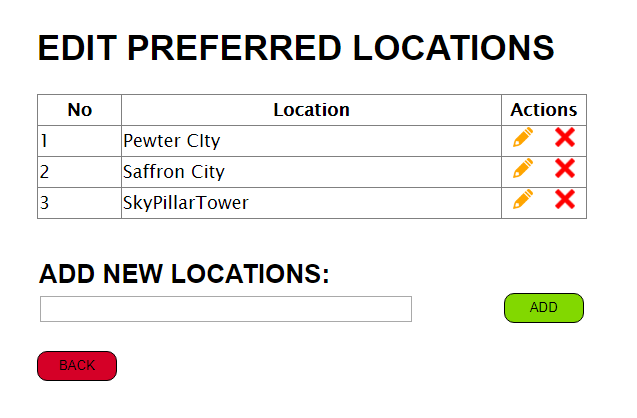 EDIT PREFERRED LOCATIONS
No Location Actions
1 Pewter CIty
2 Saffron City
3 SkyPillarTower
ADD NEW LOCATIONS:
ADD
BACK